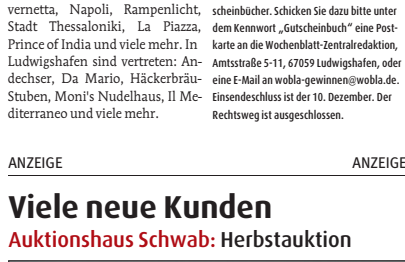 vernetta, Napoli, Rampenlicht,
Stadt Thessaloniki, La Piazza,
Prince of India und viele mehr. In
Ludwigshafen sind vertreten: An-
dechser, Da Mario, Häckerbräu-
Stuben, Moni's Nudelhaus, Il Me-
diterraneo und viele mehr.
scheinbücher. Schicken Sie dazu bitte unter
dem Kennwort „Gutscheinbuch“ eine Post-
karte an die Wochenblatt-Zentralredaktion,
Amtsstraße 5-11, 67059 Ludwigshafen, oder
eine E-Mail an wobla-gewinnen@wobla.de.
Einsendeschluss ist der 10. Dezember. Der
Rechtsweg ist ausgeschlossen.
ANZEIGE ANZEIGE
Viele neue Kunden
Auktionshaus Schwab: Herbstauktion